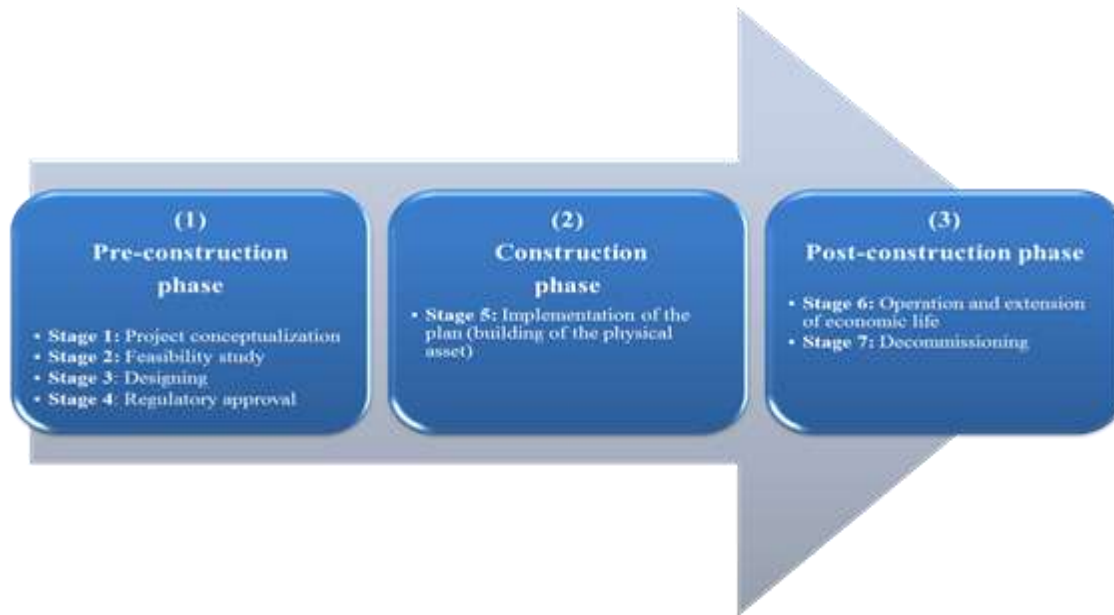 (1)
Pre-construction
phase
• Stage 1: Project conceptualization
• Stage 2: Feasibility study
• Stage 3: Designing
• Stage 4: Regulatory approval
(2)
Construction
phase
• Stage 5: Implementation of the
plan (building of the physical
asset)
(3)
Post-construction phase
• Stage 6: Operation and extension
of economic life
• Stage 7: Decommissioning